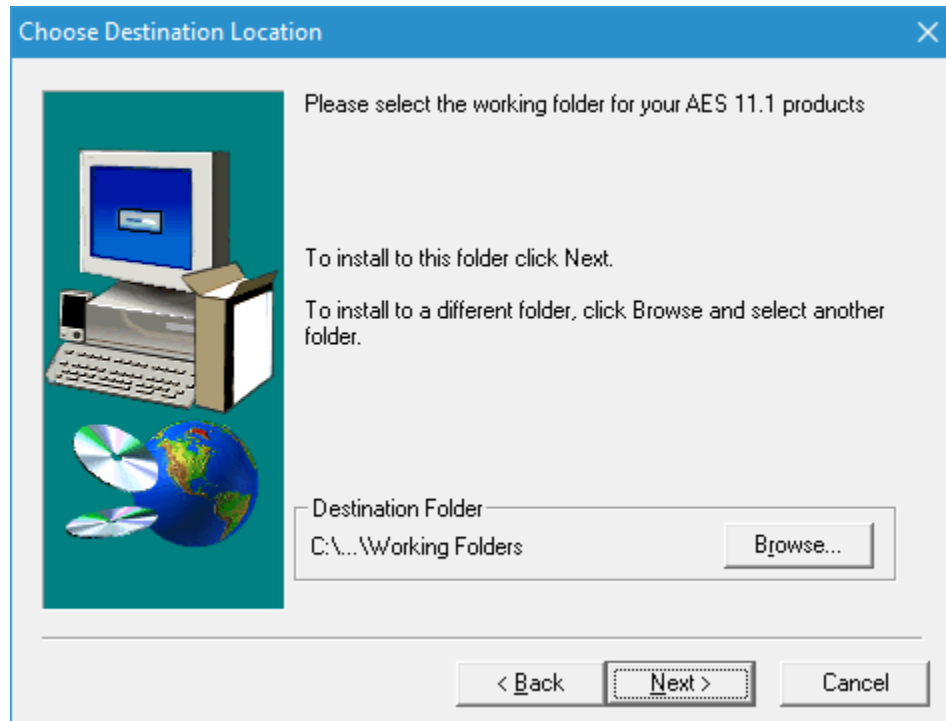 Choose Destination Location
Please select the working folder for your AES 11.1 products
To install to this folder click Next.
To install to a different folder, click Browse and select another
folder.
Destination Folder
C:\...\Working Folders
Browse...
< Back
Next >
Cancel